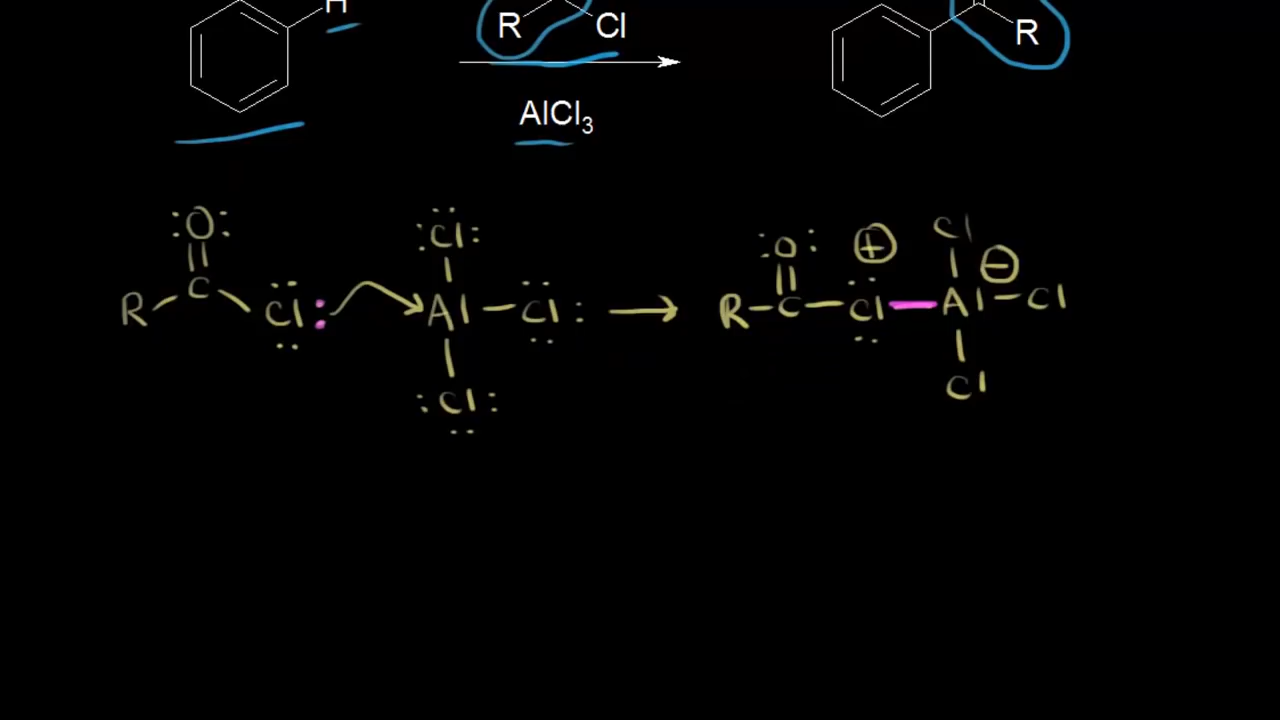 H
R Cl
R
AlCl3
:O: :Cl: :O: ⊕ Cl ⊖
R C Cl: Al Cl: → R C Cl Al Cl
:Cl: Cl